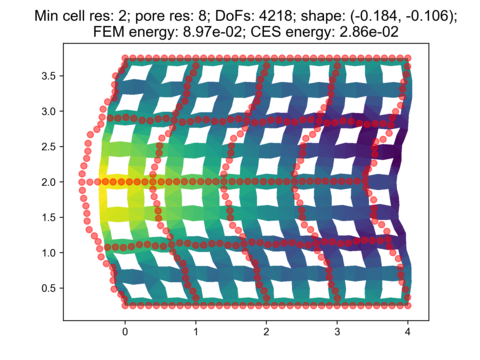 Min cell res: 2; pore res: 8; DoFs: 4218; shape: (-0.184, -0.106);
FEM energy: 8.97e-02; CES energy: 2.86e-02
3.5
3.0
2.5
2.0
1.5
1.0
0.5
0 1 2 3 4